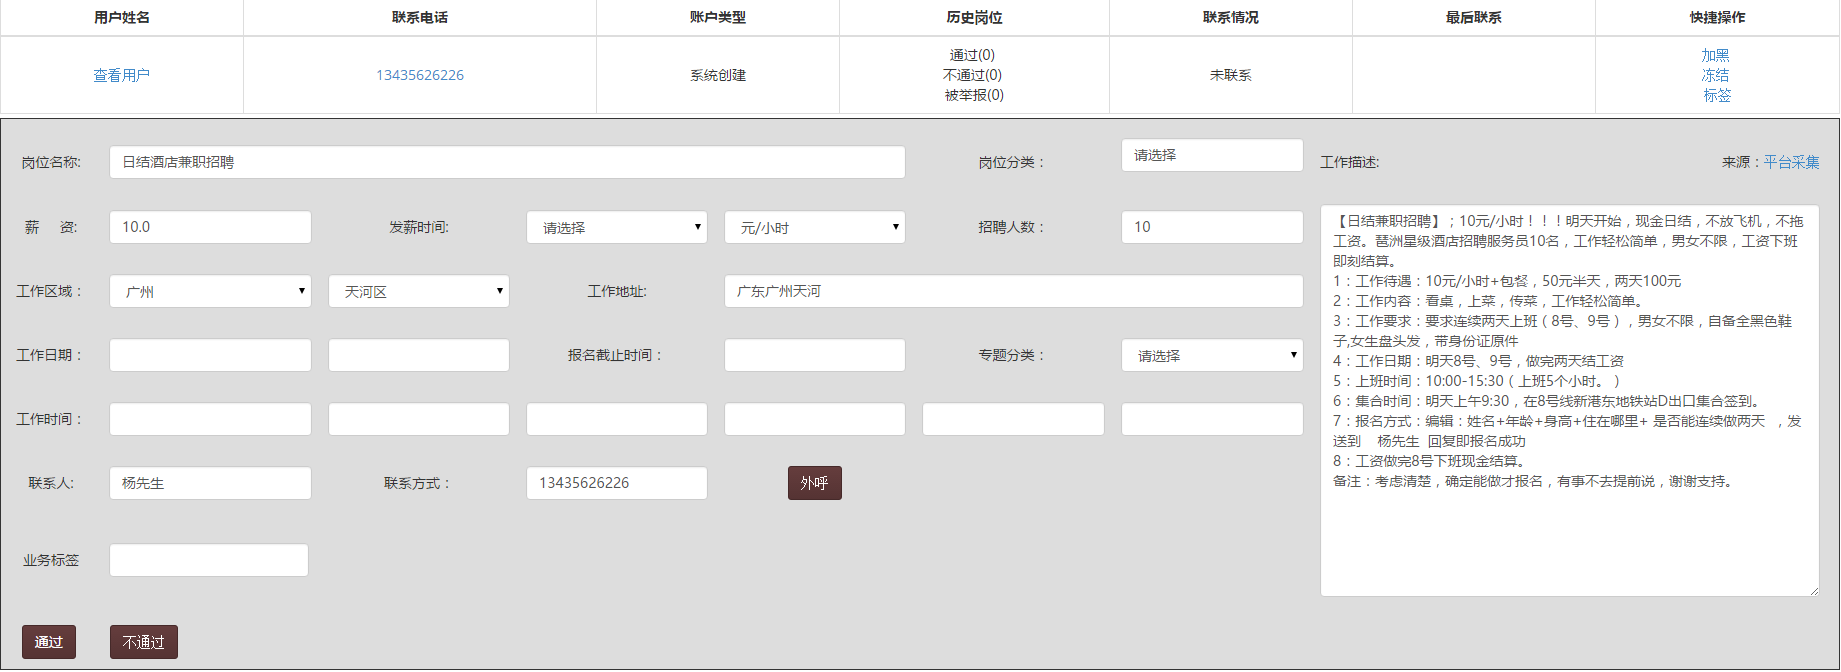 用户姓名 联系电话 账户类型 历史岗位 联系情况 最后联系 快捷操作
查看用户 13435626226 系统创建 通过(0) 不通过(0) 被举报(0) 未联系 加黑 冻结 标签
岗位名称: 日结酒店兼职招聘 岗位分类： 请选择
薪 资: 10.0 发薪时间: 请选择 元/小时 招聘人数： 10
工作区域： 广州 天河区 工作地址: 广东广州天河
工作日期： 报名截止时间： 专题分类： 请选择
工作时间：
联系人: 杨先生 联系方式： 13435626226 外呼
业务标签
通过 不通过
工作描述: 来源：平台采集
【日结兼职招聘】；10元/小时！！！明天开始，现金日结，不放飞机，不拖
工资。琶洲星级酒店招聘服务员10名，工作轻松简单，男女不限，工资下班
即刻结算。
1：工作待遇：10元/小时+包餐，50元半天，两天100元
2：工作内容：看桌，上菜，传菜，工作轻松简单。
3：工作要求：要求连续两天上班（8号、9号），男女不限，自备全黑色鞋
子,女生盘头发，带身份证原件
4：工作日期：明天8号、9号，做完两天结工资
5：上班时间：10:00-15:30（上班5个小时。）
6：集合时间：明天上午9:30，在8号线新港东地铁站D出口集合签到。
7：报名方式：编辑：姓名+年龄+身高+住在哪里+ 是否能连续做两天 ，发
送到 杨先生 回复即报名成功
8：工资做完8号下班现金结算。
备注：考虑清楚，确定能做才报名，有事不去提前说，谢谢支持。